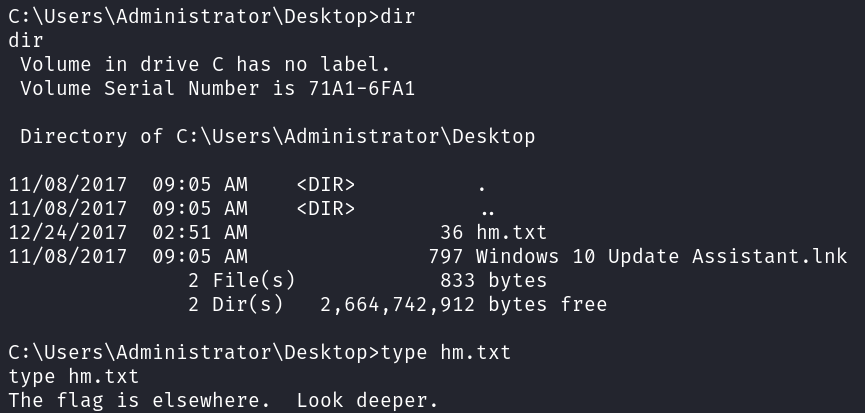 C:\Users\Administrator\Desktop>dir
dir
 Volume in drive C has no label.
 Volume Serial Number is 71A1-6FA1

 Directory of C:\Users\Administrator\Desktop

11/08/2017  09:05 AM    <DIR>          .
11/08/2017  09:05 AM    <DIR>          ..
12/24/2017  02:51 AM                36 hm.txt
11/08/2017  09:05 AM               797 Windows 10 Update Assistant.lnk
               2 File(s)            833 bytes
               2 Dir(s)   2,664,742,912 bytes free

C:\Users\Administrator\Desktop>type hm.txt
type hm.txt
The flag is elsewhere.  Look deeper.